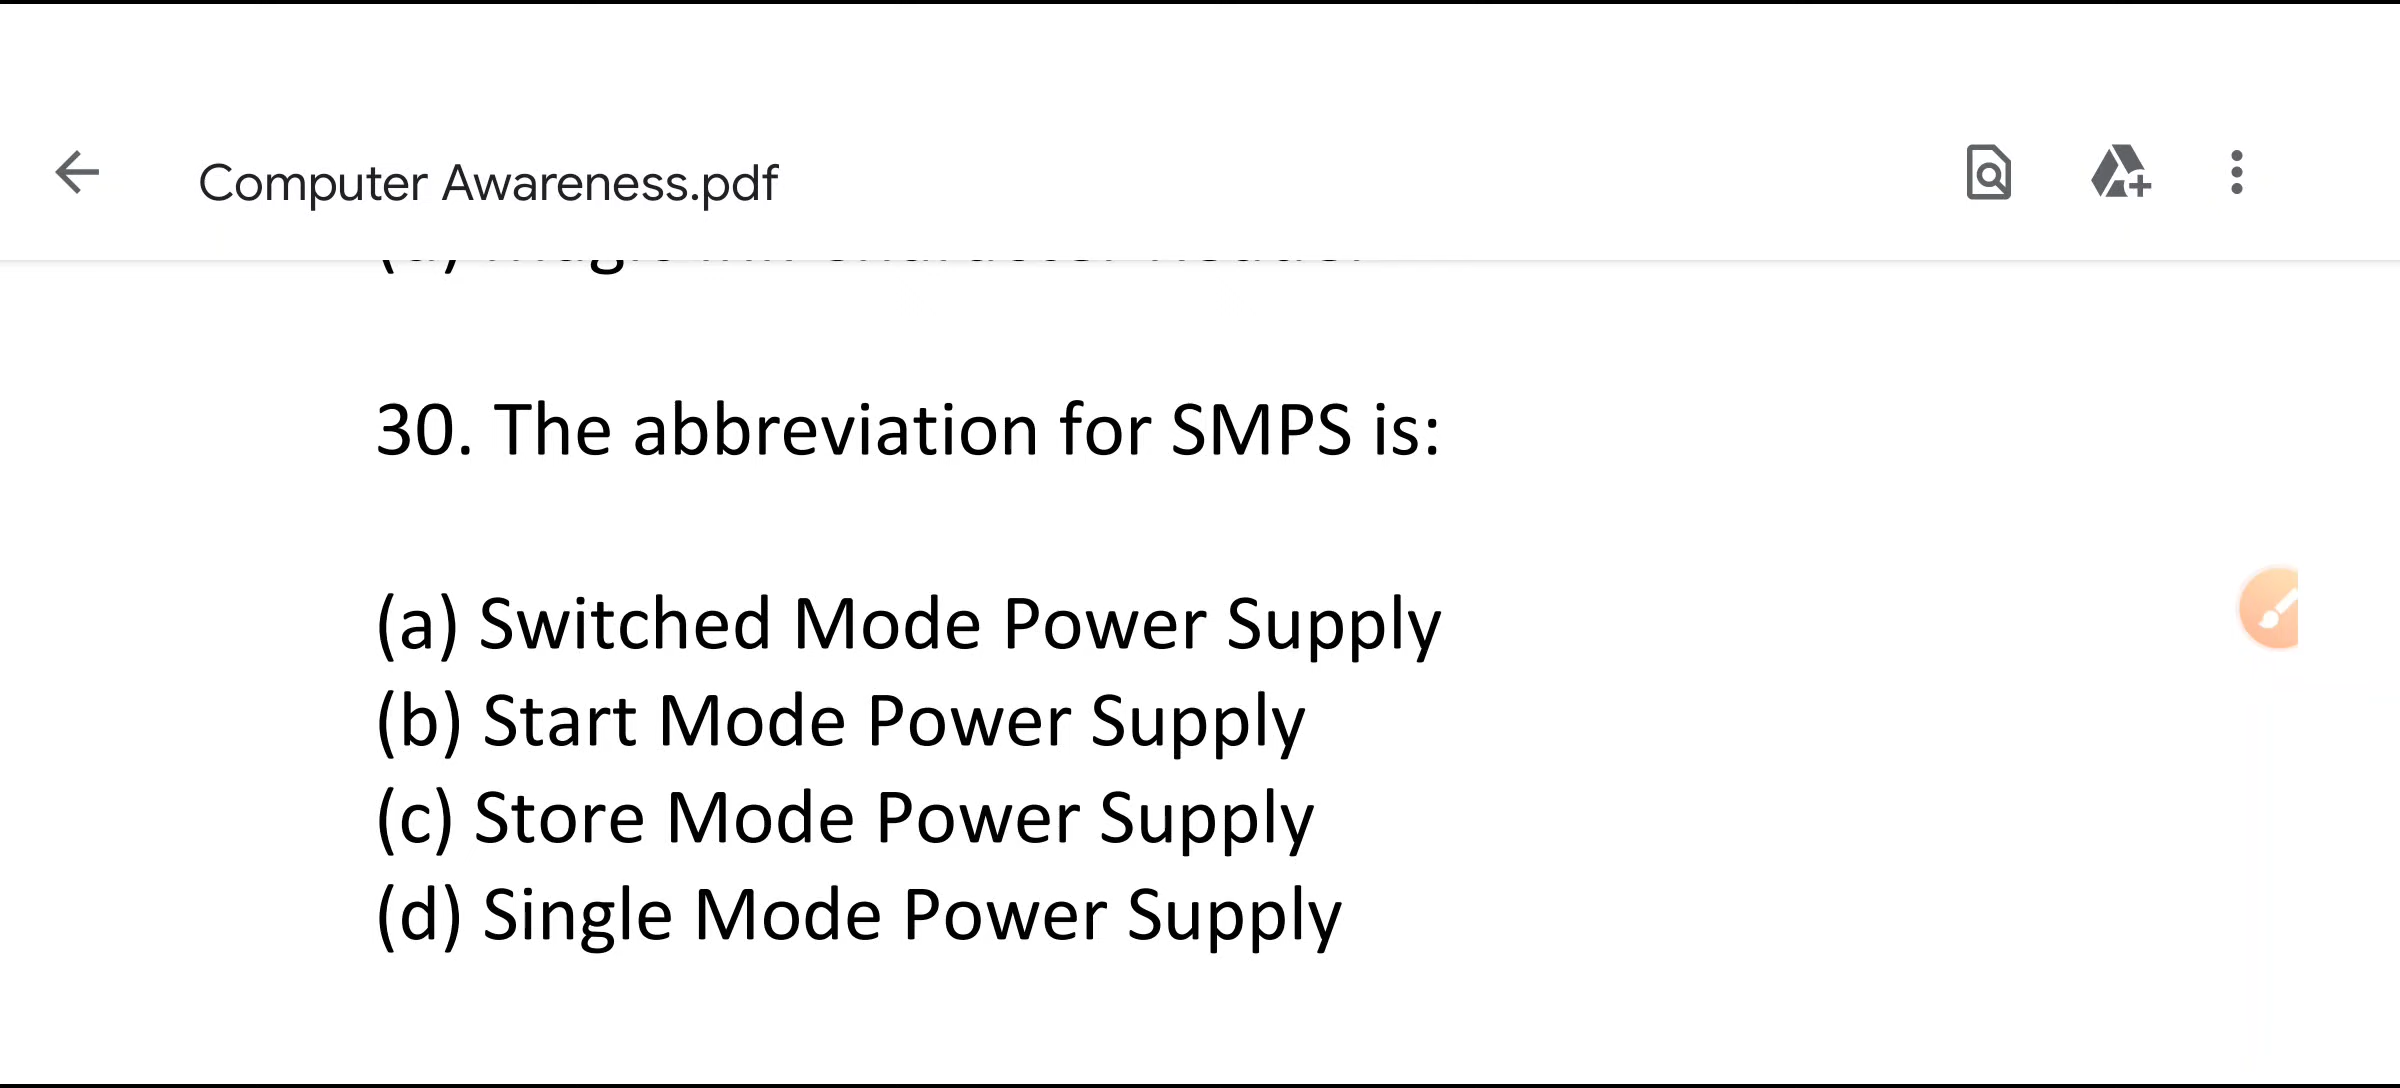 Computer Awareness.pdf
30. The abbreviation for SMPS is:
(a) Switched Mode Power Supply
(b) Start Mode Power Supply
(c) Store Mode Power Supply
(d) Single Mode Power Supply